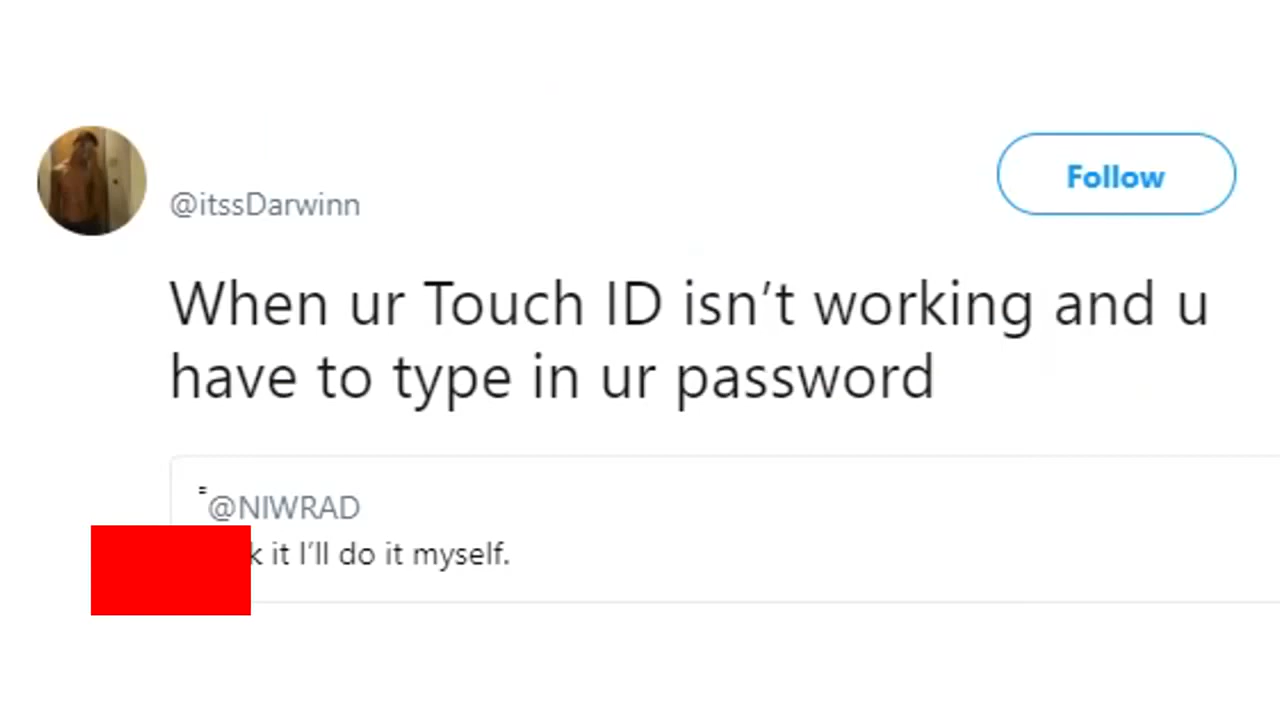 @itssDarwinn
Follow
When ur Touch ID isn’t working and u
have to type in ur password
@NIWRAD
k it I’ll do it myself.